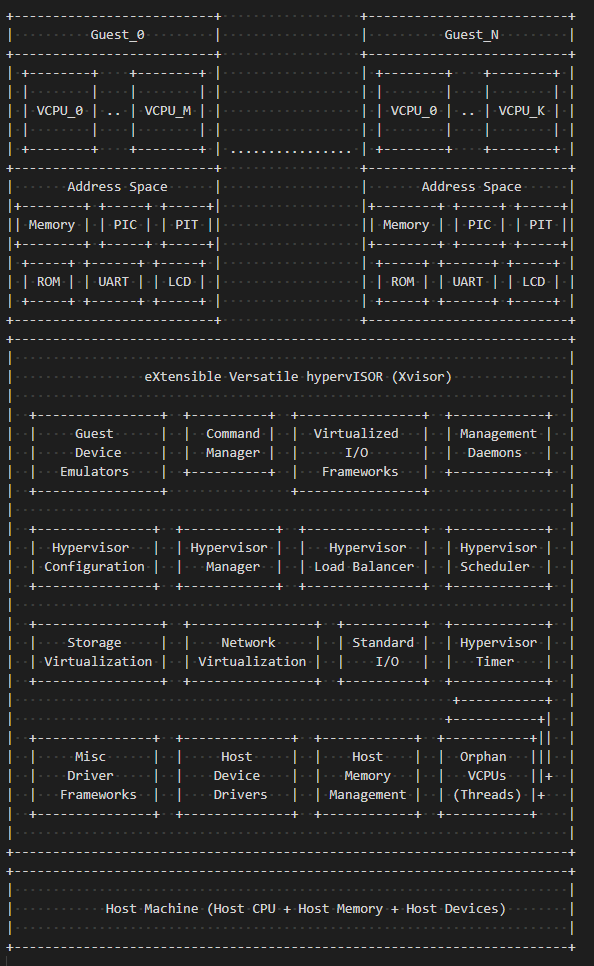 Guest_0 Guest_N
VCPU_0 .. VCPU_M VCPU_0 .. VCPU_K
................
Address Space Address Space
Memory PIC PIT Memory PIC PIT
ROM UART LCD ROM UART LCD
eXtensible Versatile hypervISOR (Xvisor)
Guest Command Virtualized Management
Device Manager I/O Daemons
Emulators Frameworks
Hypervisor Hypervisor Hypervisor Hypervisor
Configuration Manager Load Balancer Scheduler
Storage Network Standard Hypervisor
Virtualization Virtualization I/O Timer
Misc Host Host Orphan
Driver Device Memory VCPUs
Frameworks Drivers Management (Threads)
Host Machine (Host CPU + Host Memory + Host Devices)